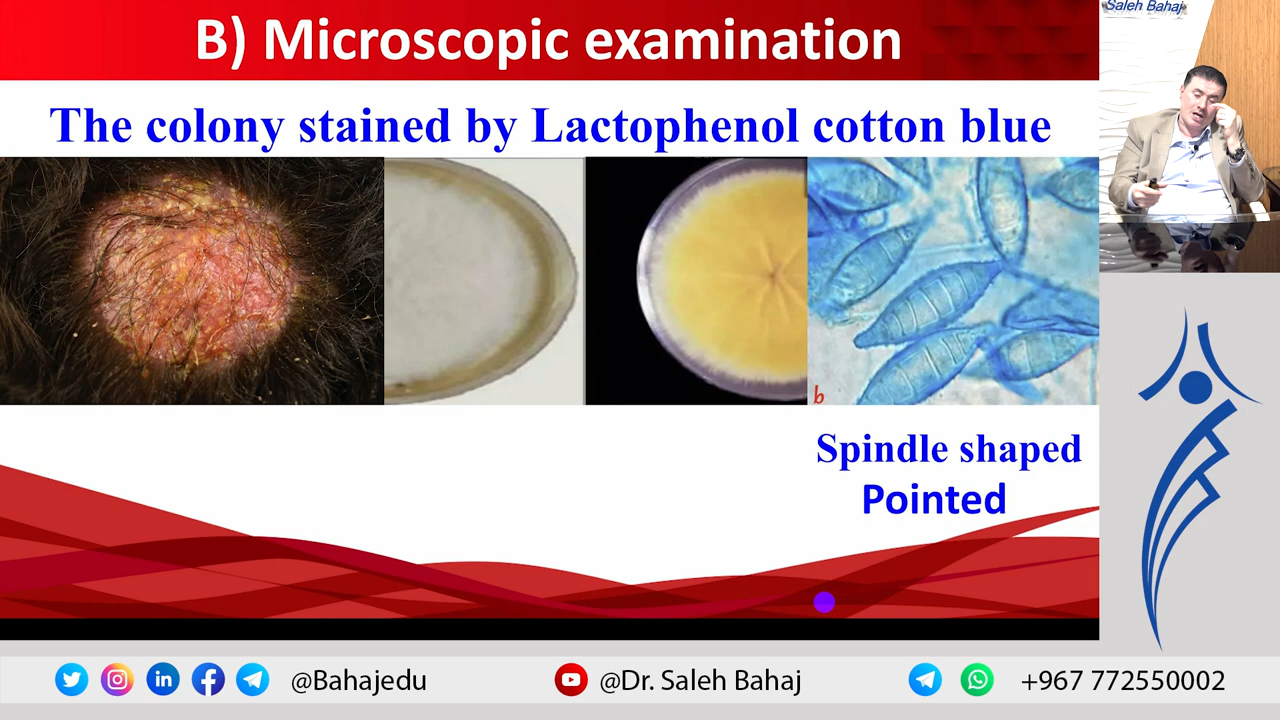 B) Microscopic examination
Saleh Bahaj
The colony stained by Lactophenol cotton blue
b
Spindle shaped
Pointed
@Bahajedu
@Dr. Saleh Bahaj
+967 772550002